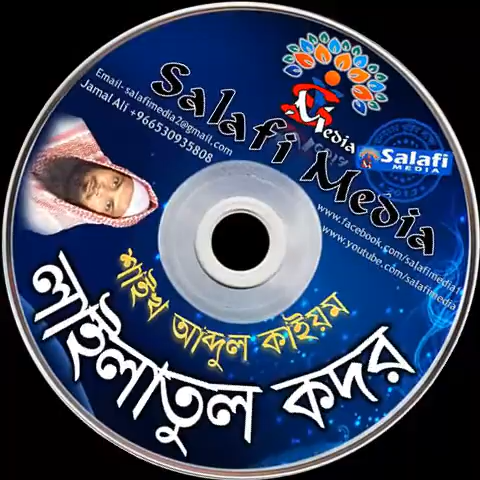 Salafi Media
Email- salafimedia2@gmail.com
Jamal Ali +966530935808
Media
Salafi
MEDIA
www.facebook.com/salafimedia1
www.youtube.com/salafimedia
শাইখ আব্দুল কাইয়ুম
লাইলাতুল কদর